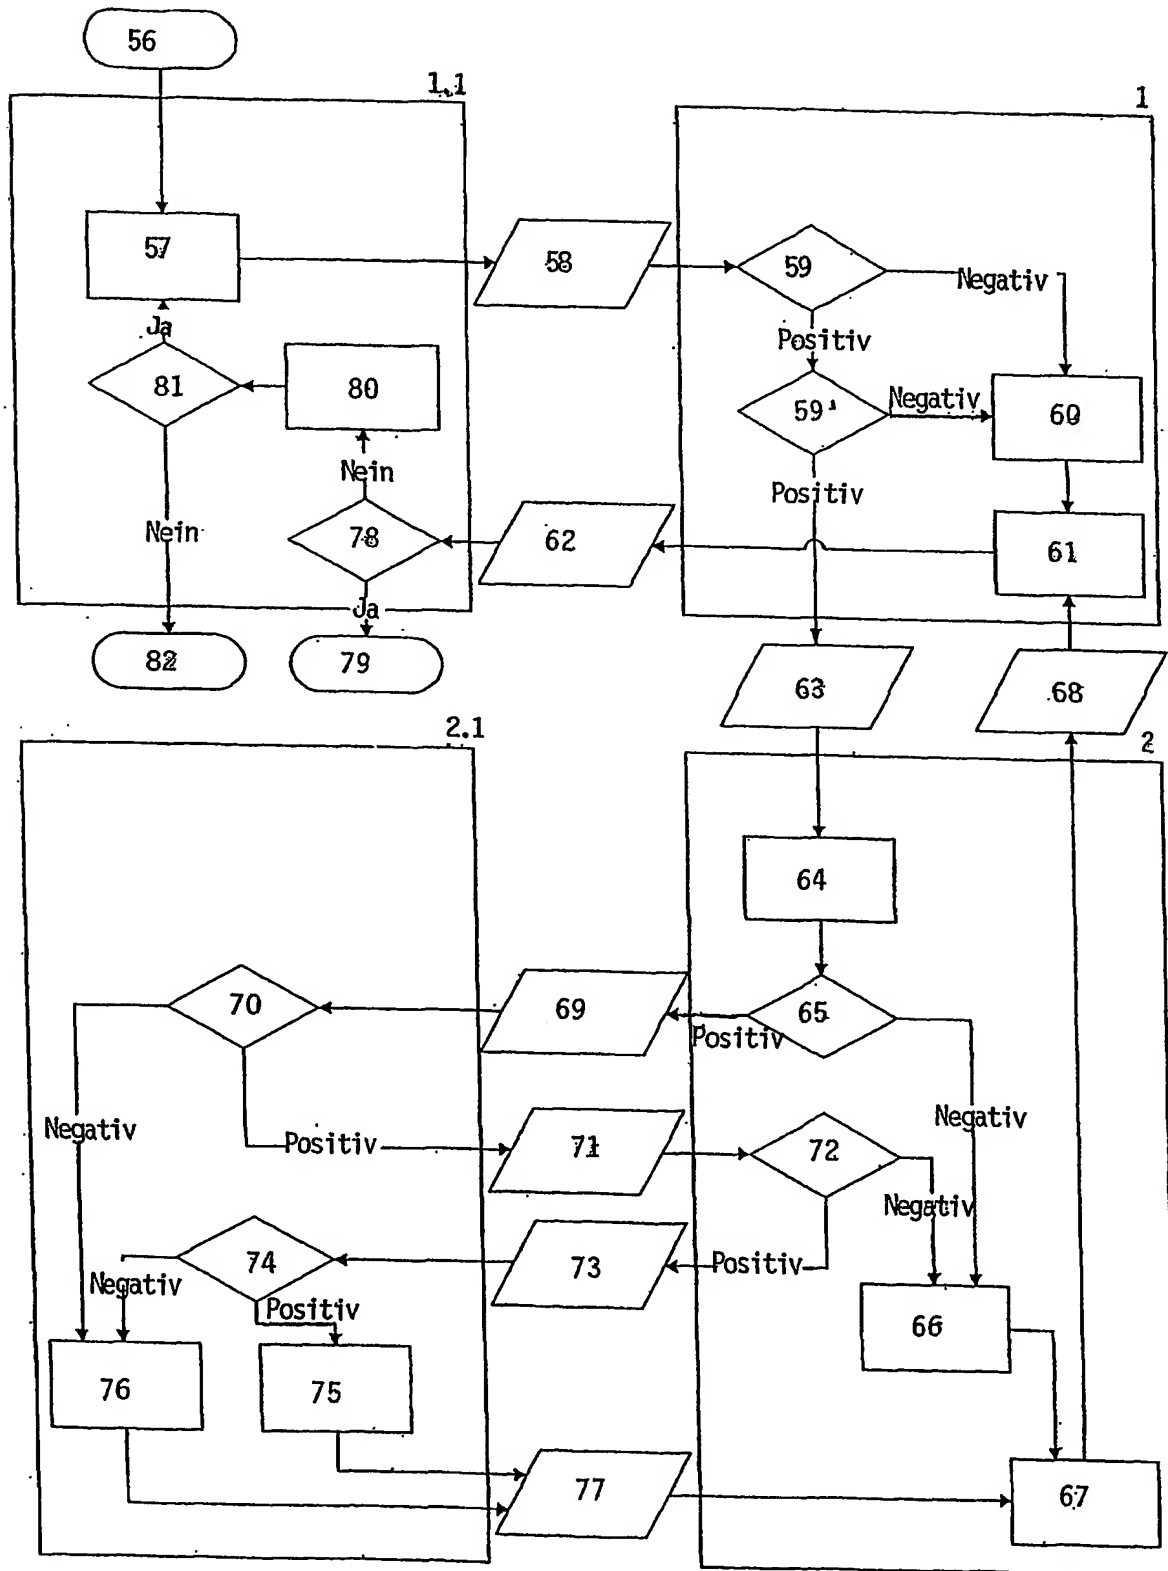 56
1.1
1
57
58
59
Negativ
Ja
Positiv
81
80
59'
Negativ
60
Nein
Positiv
Nein
78
62
61
Ja
82
79
63
68
2.1
2
64
70
69
65
Positiv
Negativ
Positiv
71
72
Negativ
Negativ
74
73
Positiv
Negativ
Positiv
66
76
75
77
67